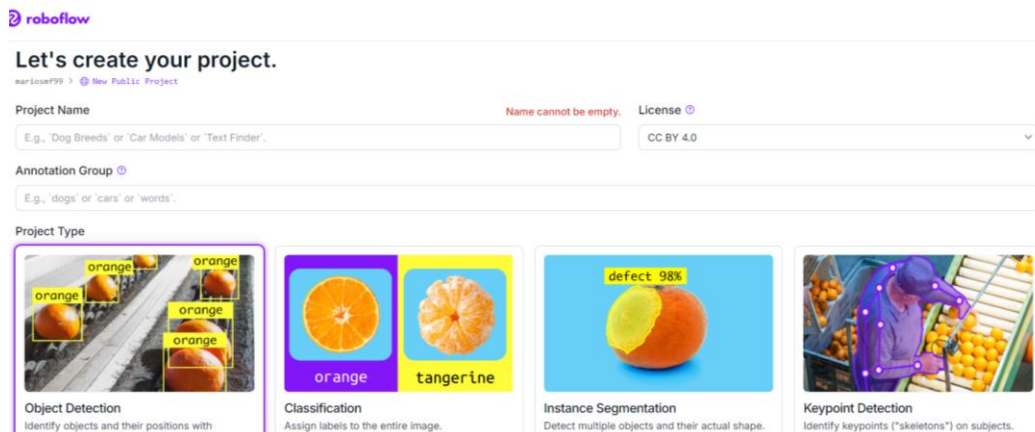 roboflow
Let's create your project.
mariosmf99 > New Public Project
Project Name
Name cannot be empty.
License
E.g., `Dog Breeds` or `Car Models` or `Text Finder`.
CC BY 4.0
Annotation Group
E.g., `dogs` or `cars` or `words`.
Project Type
orange
orange
orange
orange
orange
orange
tangerine
defect 98%
Object Detection
Classification
Instance Segmentation
Keypoint Detection
Identify objects and their positions with
Assign labels to the entire image.
Detect multiple objects and their actual shape.
Identify keypoints ("skeletons") on subjects.